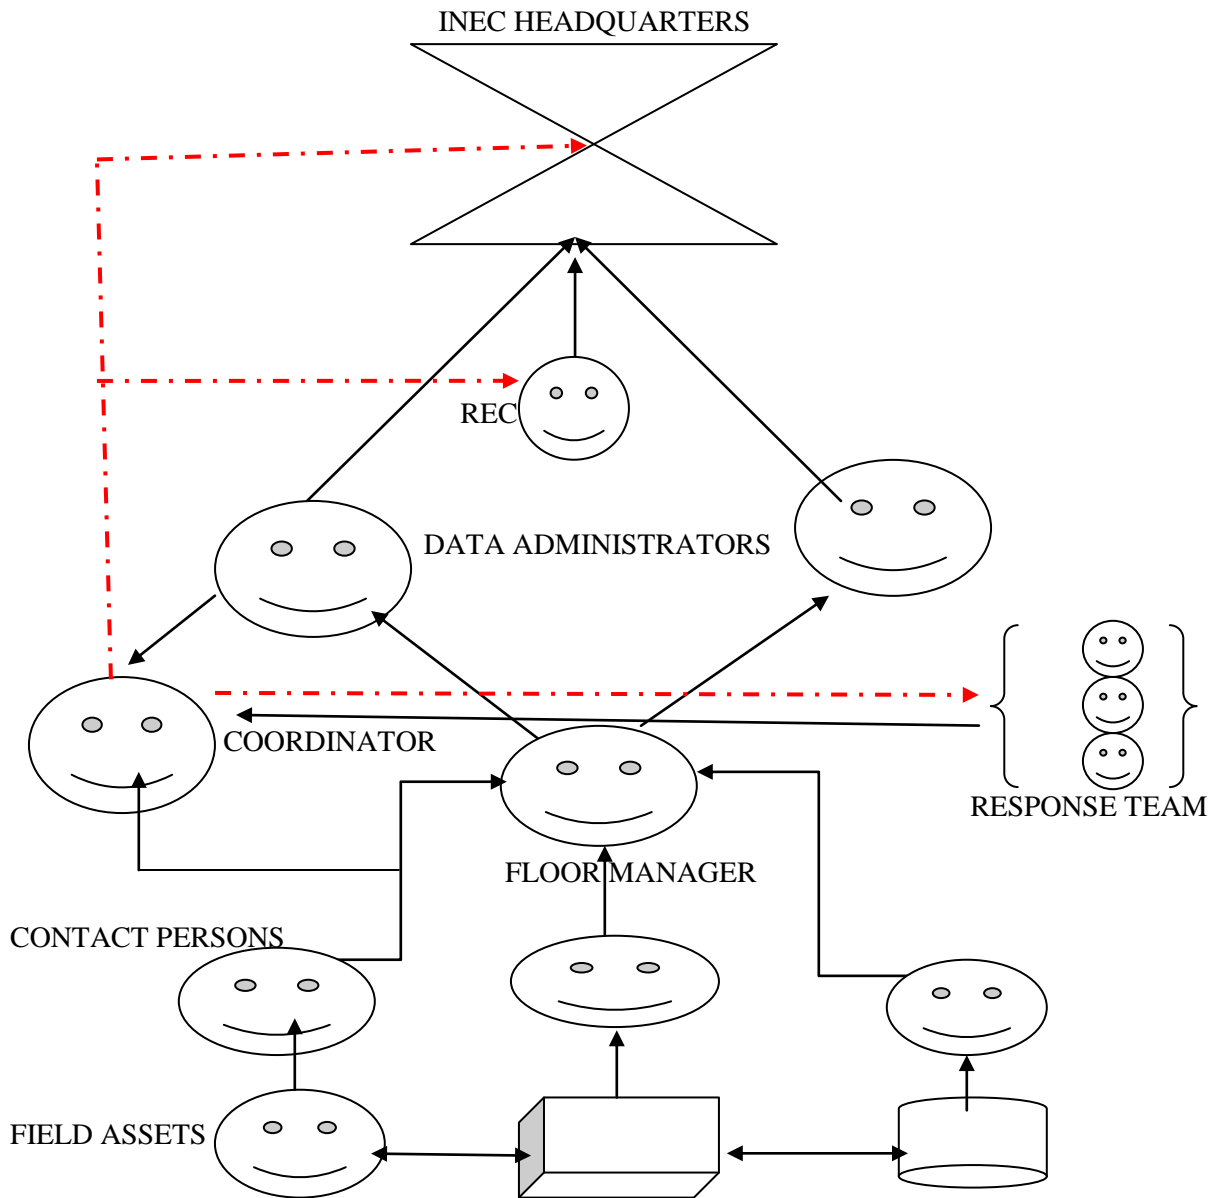 INEC HEADQUARTERS
REC
DATA ADMINISTRATORS
COORDINATOR
RESPONSE TEAM
FLOOR MANAGER
CONTACT PERSONS
FIELD ASSETS